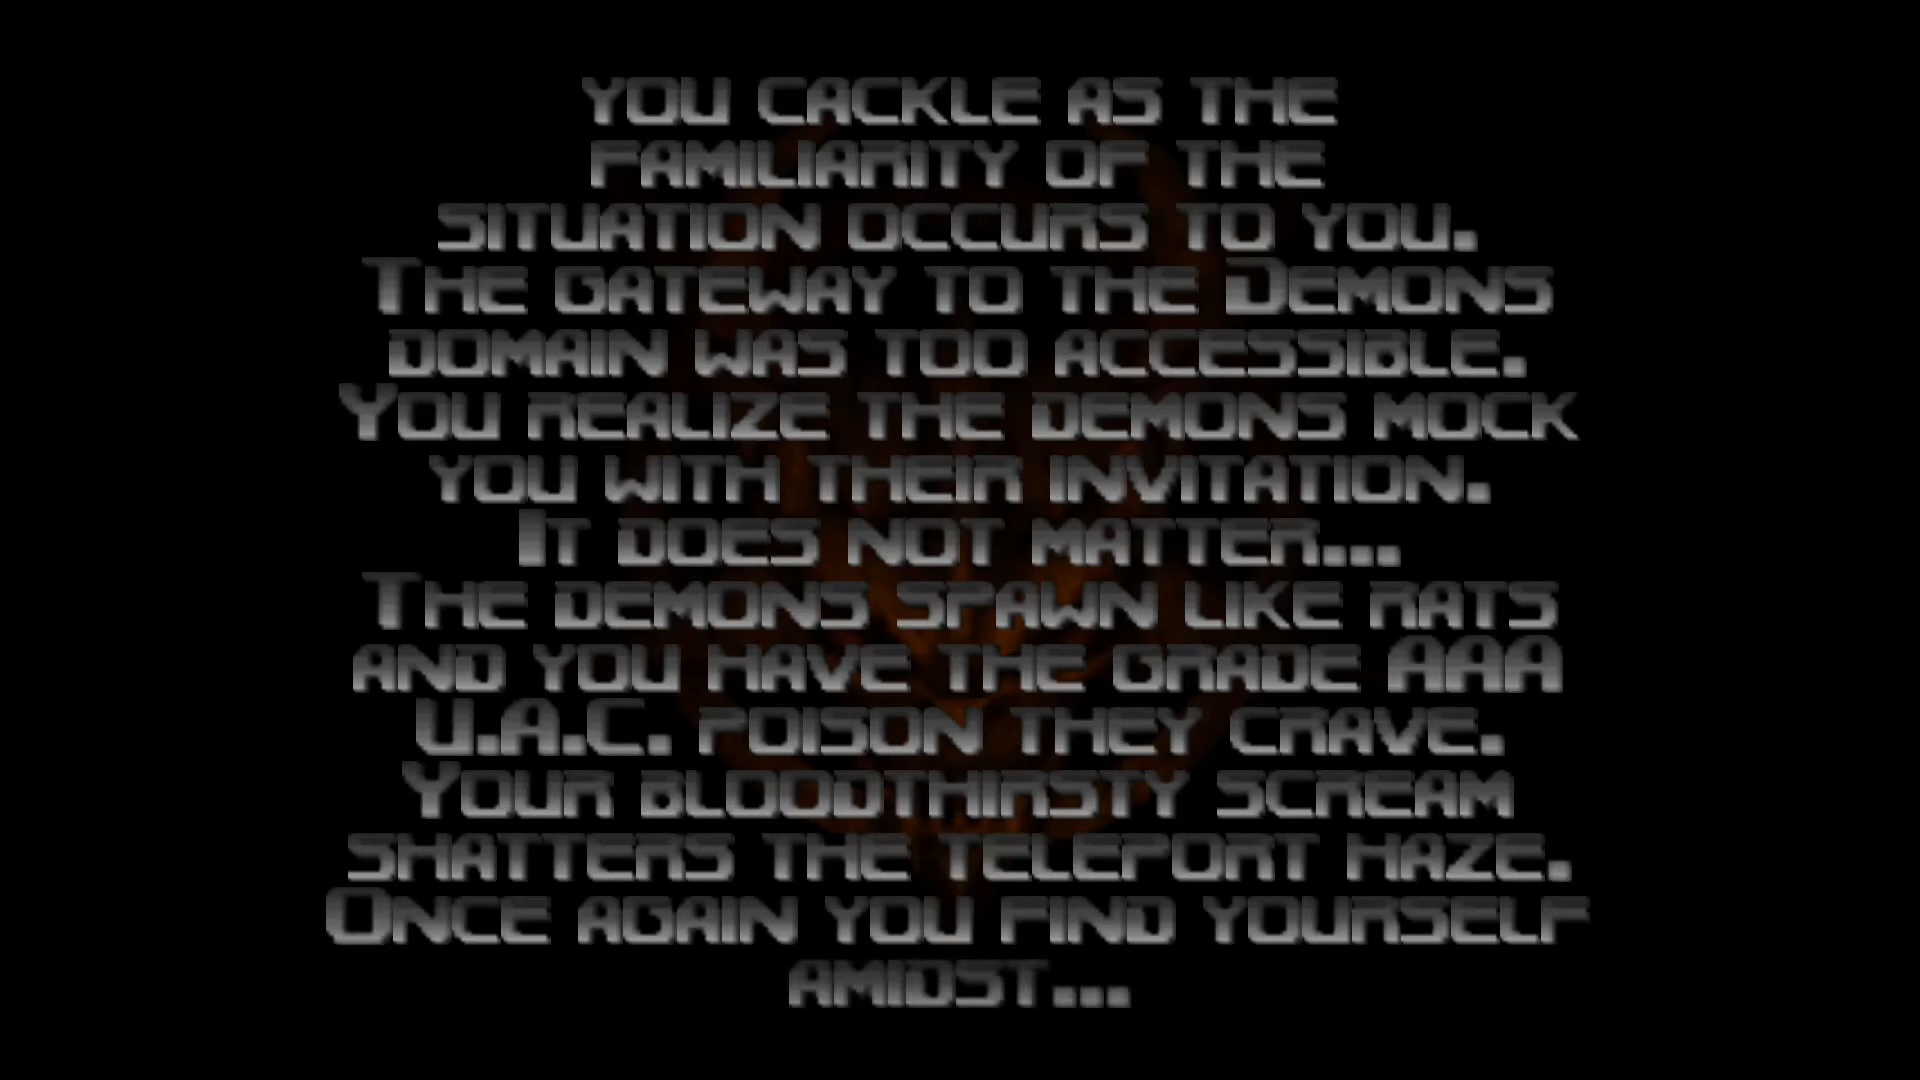 you cackle as the
familiarity of the
situation occurs to you.
The gateway to the Demons
domain was too accessible.
You realize the demons mock
you with their invitation.
It does not matter...
The demons spawn like rats
and you have the grade AAA
U.A.C. poison they crave.
Your bloodthirsty scream
shatters the teleport haze.
Once again you find yourself
amidst...